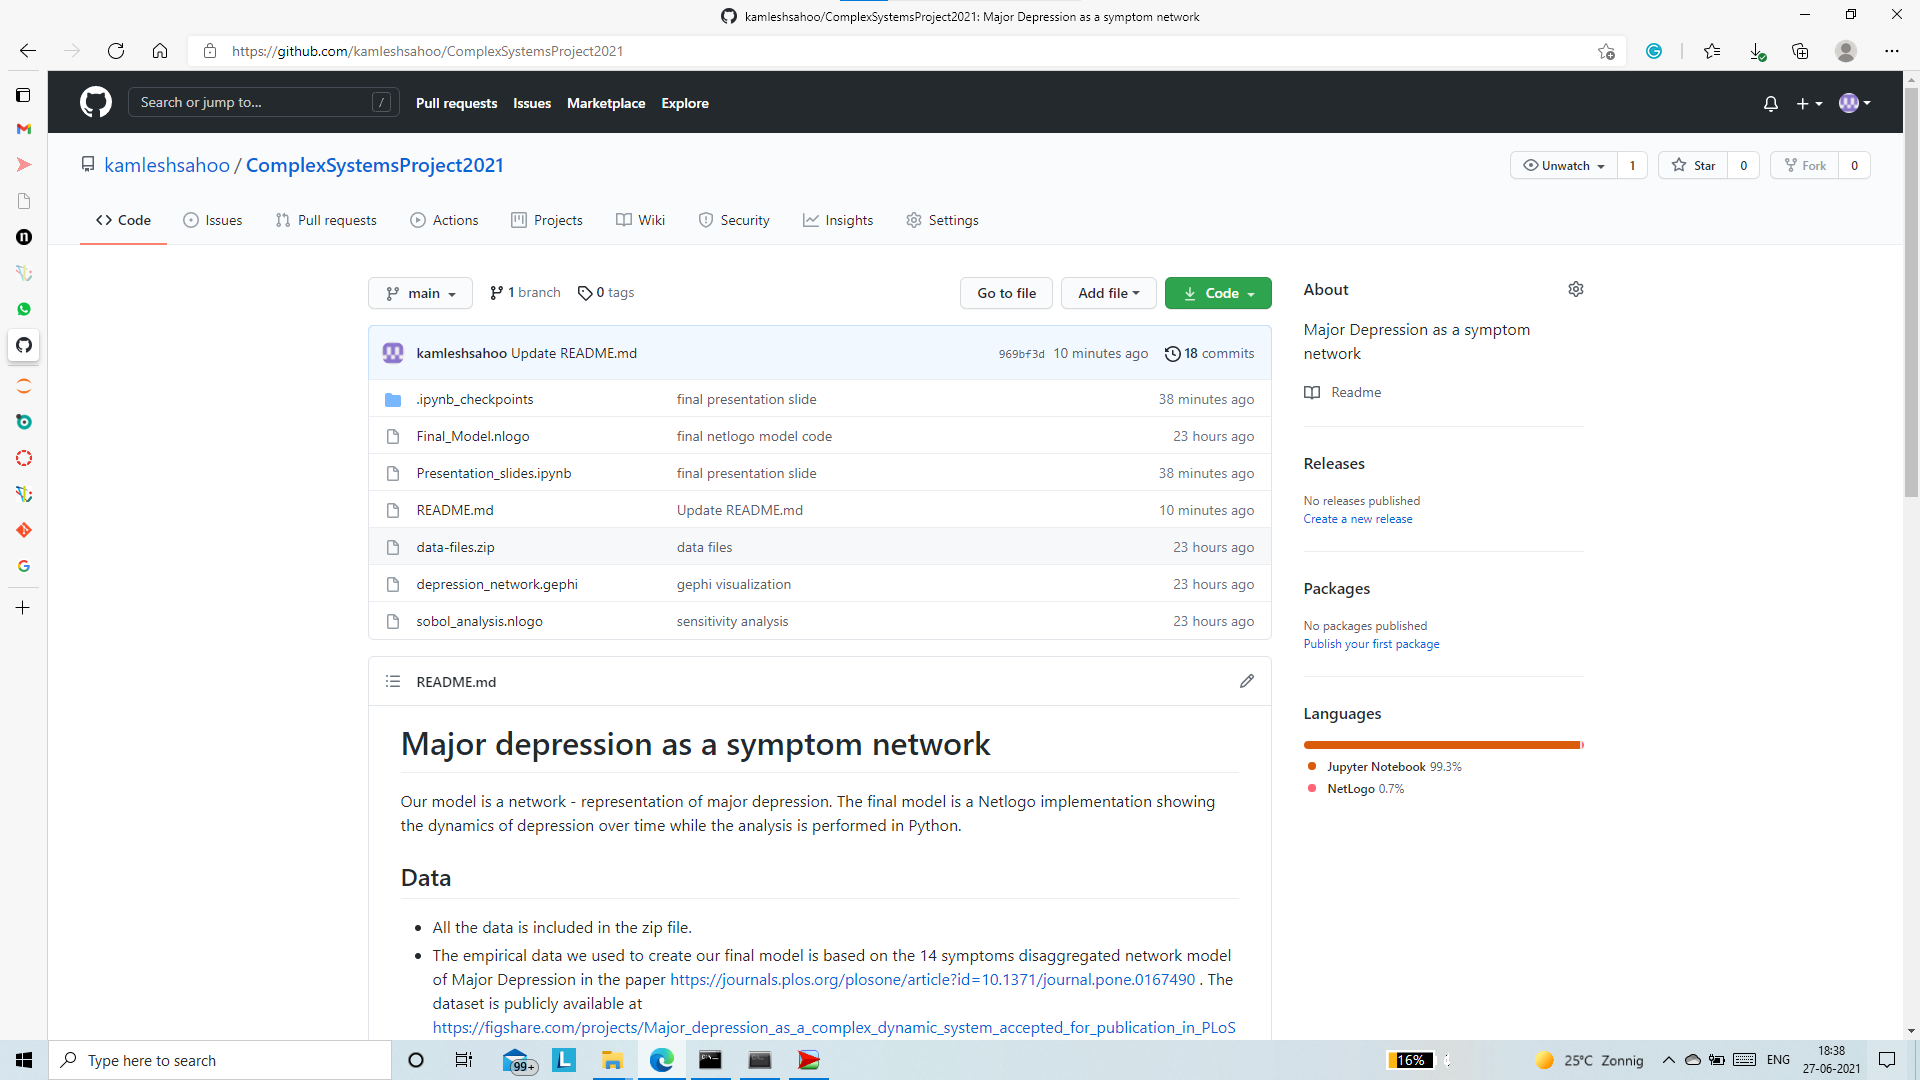 kamleshsahoo/ComplexSystemsProject2021: Major Depression as a symptom network
https://github.com/kamleshsahoo/ComplexSystemsProject2021
Search or jump to... /
Pull requests Issues Marketplace Explore
kamleshsahoo / ComplexSystemsProject2021
Unwatch 1 Star 0 Fork 0
Code Issues Pull requests Actions Projects Wiki Security Insights Settings
main 1 branch 0 tags Go to file Add file Code
kamleshsahoo Update README.md 969bf3d 10 minutes ago 18 commits
.ipynb_checkpoints final presentation slide 38 minutes ago
Final_Model.nlogo final netlogo model code 23 hours ago
Presentation_slides.ipynb final presentation slide 38 minutes ago
README.md Update README.md 10 minutes ago
data-files.zip data files 23 hours ago
depression_network.gephi gephi visualization 23 hours ago
sobol_analysis.nlogo sensitivity analysis 23 hours ago
README.md
Major depression as a symptom network
Our model is a network - representation of major depression. The final model is a Netlogo implementation showing
the dynamics of depression over time while the analysis is performed in Python.
Data
All the data is included in the zip file.
The empirical data we used to create our final model is based on the 14 symptoms disaggregated network model
of Major Depression in the paper https://journals.plos.org/plosone/article?id=10.1371/journal.pone.0167490 . The
dataset is publicly available at
https://figshare.com/projects/Major_depression_as_a_complex_dynamic_system_accepted_for_publication_in_PLoS
About
Major Depression as a symptom
network
Readme
Releases
No releases published
Create a new release
Packages
No packages published
Publish your first package
Languages
Jupyter Notebook 99.3%
NetLogo 0.7%
Type here to search
99+
L
16%
25°C Zonnig
ENG
18:38
27-06-2021